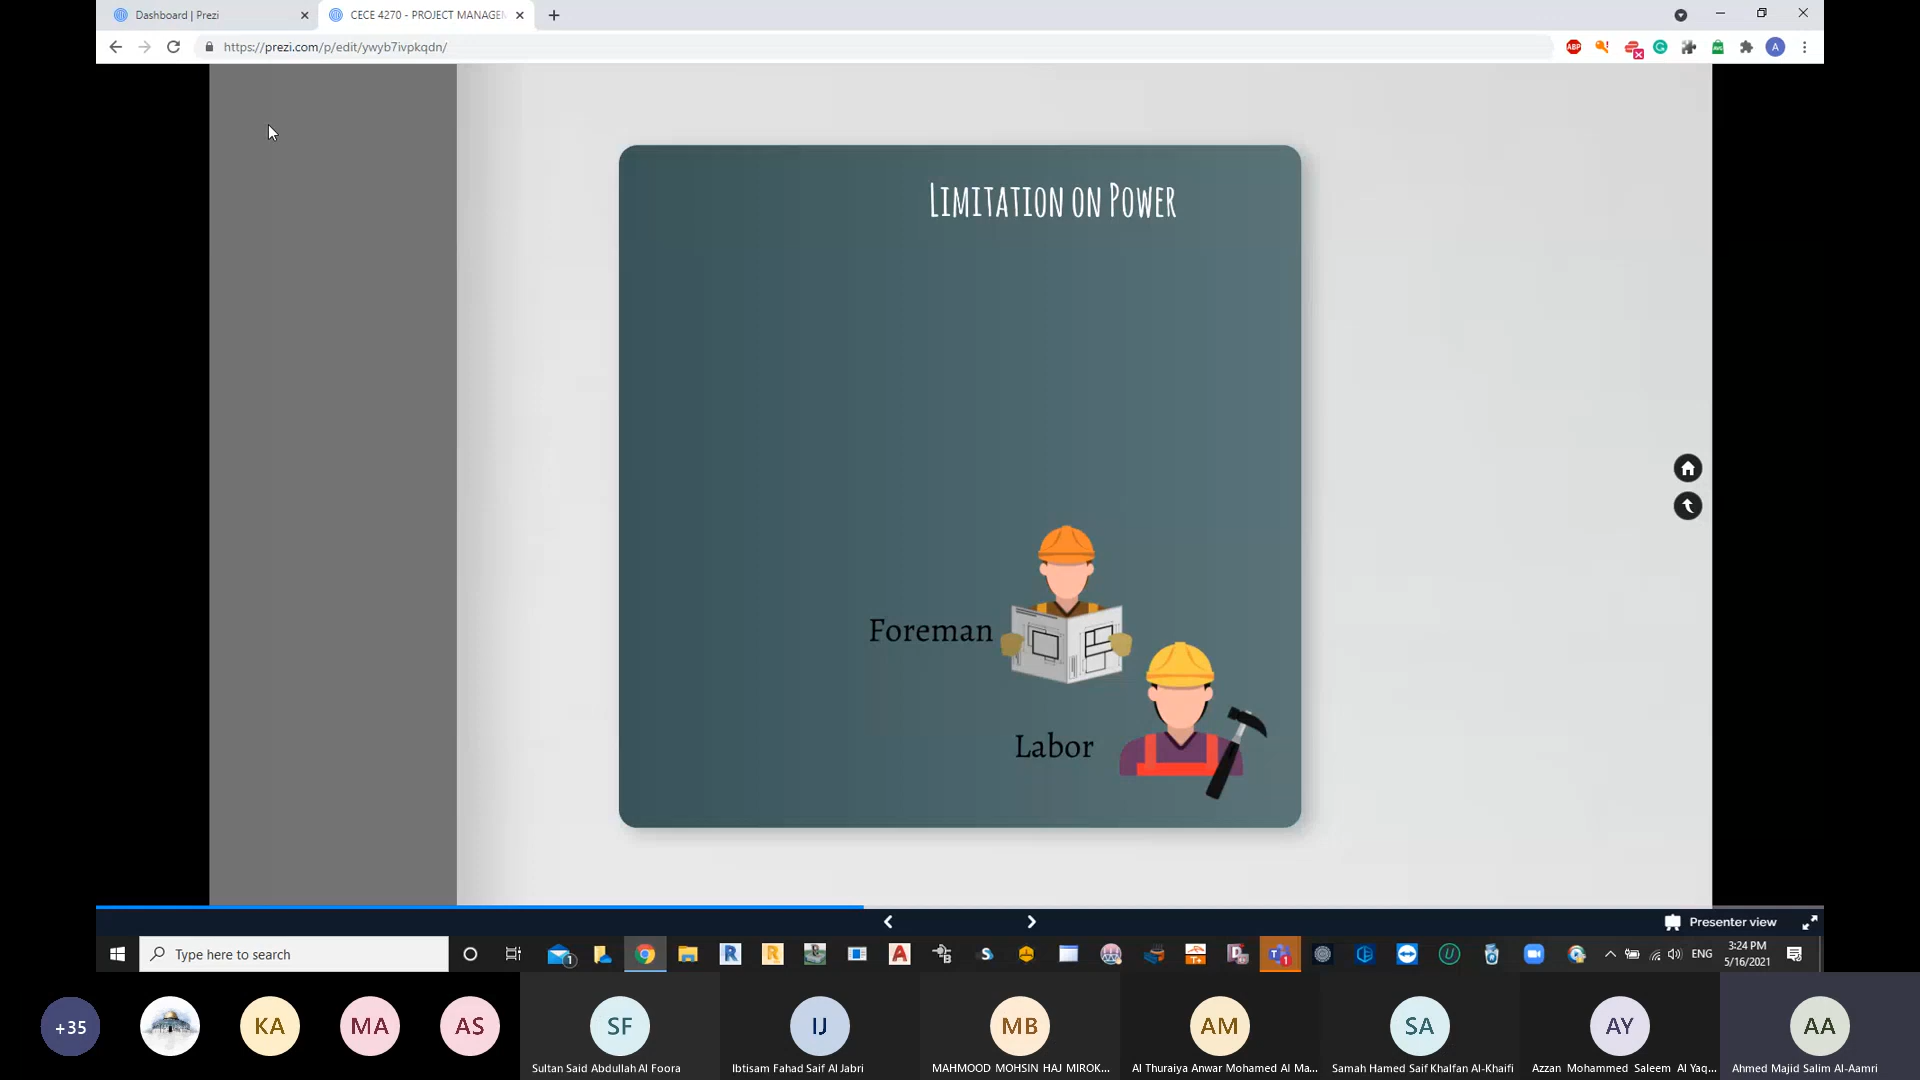 Dashboard | Prezi
CECE 4270 - PROJECT MANAGEM
https://prezi.com/p/edit/ywyb7ivpkqdn/
ABP
A
LIMITATION ON POWER
Foreman
Labor
Presenter view
Type here to search
ENG
3:24 PM
5/16/2021
+35
KA
MA
AS
SF
IJ
MB
AM
SA
AY
AA
Sultan Said Abdullah Al Foora
Ibtisam Fahad Saif Al Jabri
MAHMOOD MOHSIN HAJ MIROK...
Al Thuraiya Anwar Mohamed Al Ma...
Samah Hamed Saif Khalfan Al-Khaifi
Azzan Mohammed Saleem Al Yaq...
Ahmed Majid Salim Al-Aamri